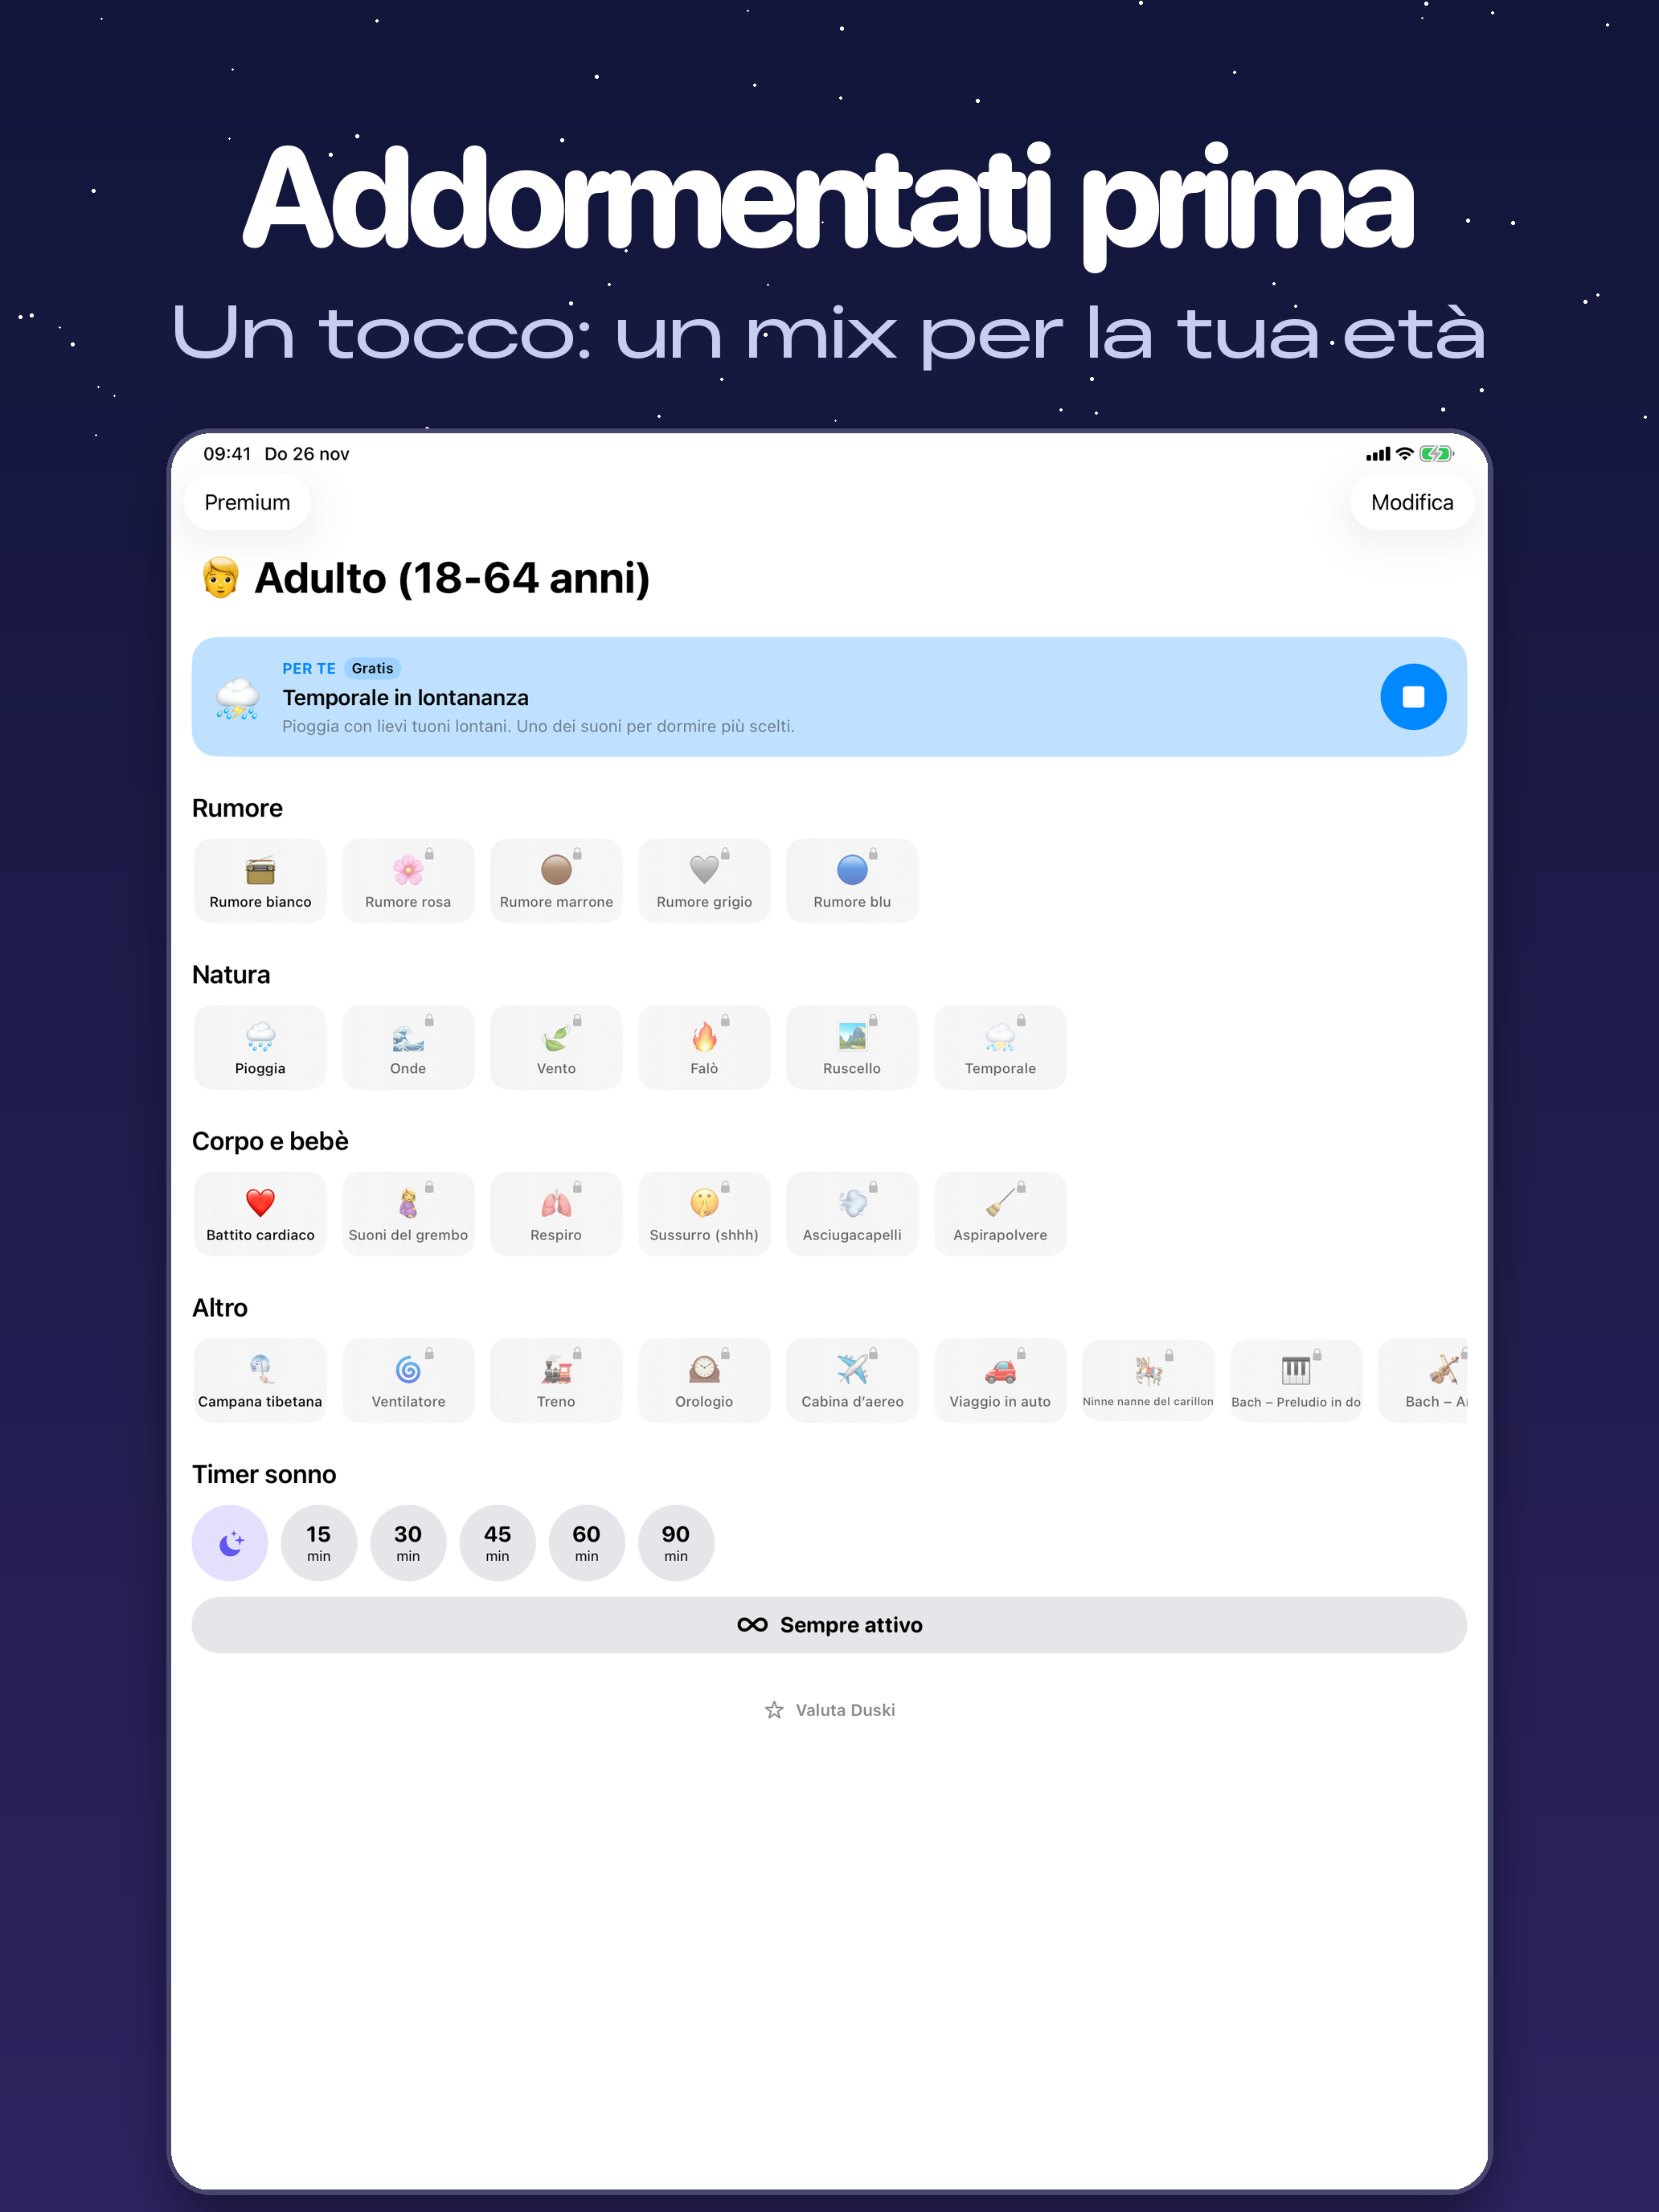 Addormentati prima
Un tocco: un mix per la tua età
09:41 Do 26 nov
Premium
Modifica
Adulto (18-64 anni)
PER TE Gratis
Temporale in lontananza
Pioggia con lievi tuoni lontani. Uno dei suoni per dormire più scelti.
Rumore
Rumore bianco
Rumore rosa
Rumore marrone
Rumore grigio
Rumore blu
Natura
Pioggia
Onde
Vento
Falò
Ruscello
Temporale
Corpo e bebè
Battito cardiaco
Suoni del grembo
Respiro
Sussurro (shhh)
Asciugacapelli
Aspirapolvere
Altro
Campana tibetana
Ventilatore
Treno
Orologio
Cabina d'aereo
Viaggio in auto
Ninne nanne del carillon
Bach – Preludio in do
Bach –
Timer sonno
15 min
30 min
45 min
60 min
90 min
Sempre attivo
Valuta Duski